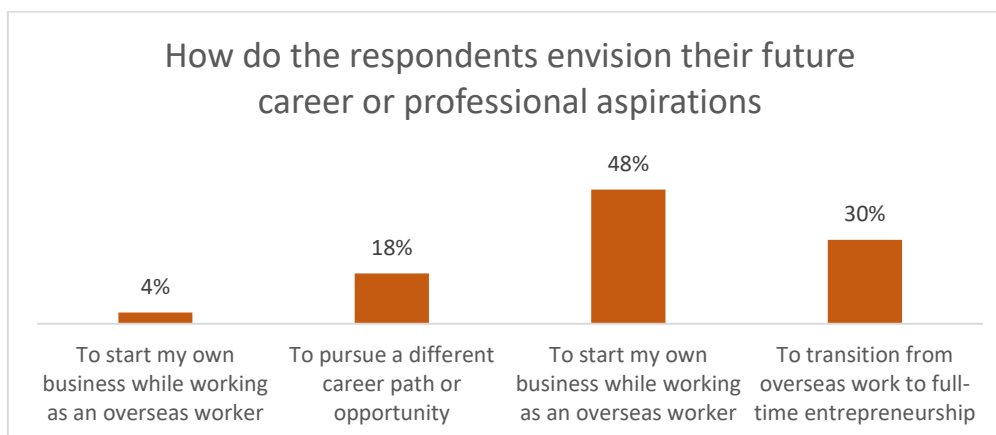 How do the respondents envision their future
career or professional aspirations
48%
30%
18%
4%
To start my own
business while working
as an overseas worker
To pursue a different
career path or
opportunity
To start my own
business while working
as an overseas worker
To transition from
overseas work to full-
time entrepreneurship